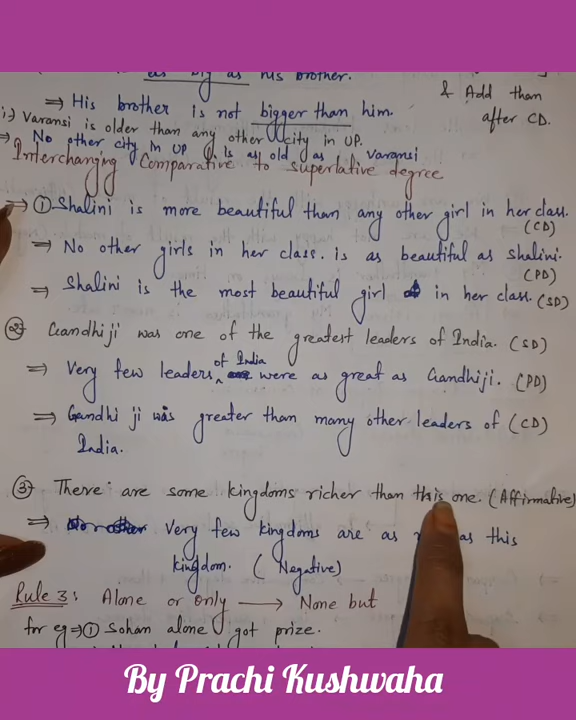 as big as his brother.
& Add than
⇒ His brother is not bigger than him.
after CD.
Varansi is older than any other city in UP.
⇒ No other city in UP is as old as varansi
Interchanging Comparative to superlative degree
⇒ ① Shalini is more beautiful than any other girl in her class.
(CD)
⇒ No other girls in her class. is as beautiful as shalini.
(PD)
⇒ Shalini is the most beautiful girl in her class. (SD)
② Gandhiji was one of the greatest leaders of India. (SD)
⇒ Very few leaders of India were as great as Gandhiji. (PD)
⇒ Gandhi ji was greater than many other leaders of (CD)
India.
③ There are some kingdoms richer than this one. (Affirmative)
⇒ Very few kingdoms are as as this
kingdom. (Negative)
Rule 3: Alone or only → None but
for eg ⇒ ① Sohan alone got prize.
By Prachi Kushwaha